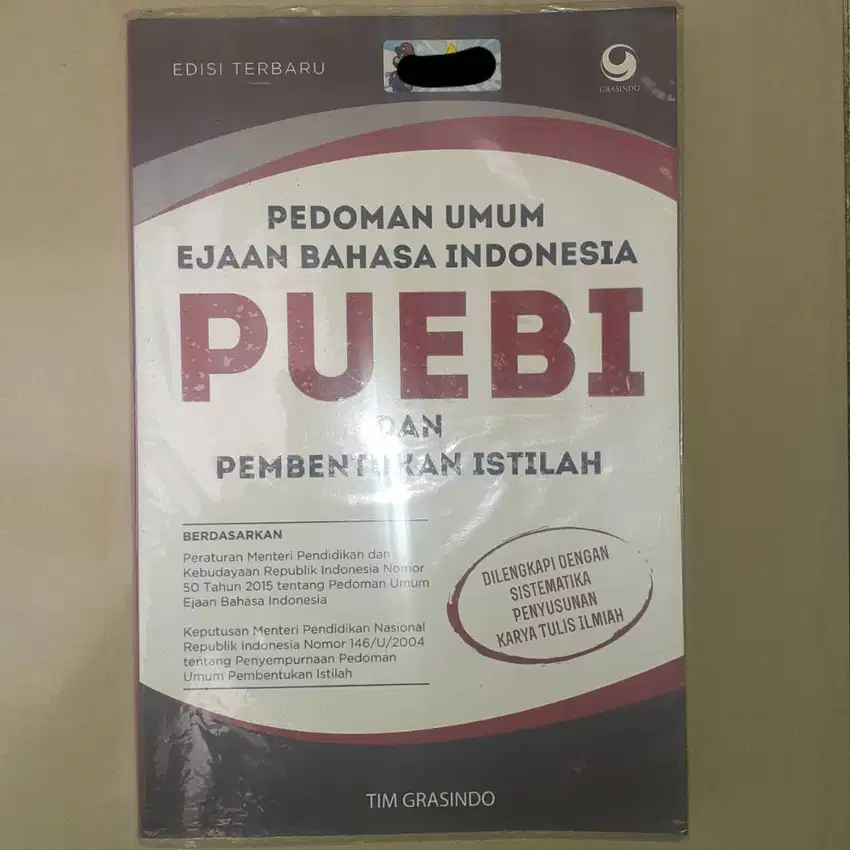 EDISI TERBARU
GRASINDO
PEDOMAN UMUM
EJAAN BAHASA INDONESIA
PUEBI
DAN
PEMBENTUKAN ISTILAH
BERDASARKAN
Peraturan Menteri Pendidikan dan
Kebudayaan Republik Indonesia Nomor
50 Tahun 2015 tentang Pedoman Umum
Ejaan Bahasa Indonesia
Keputusan Menteri Pendidikan Nasional
Republik Indonesia Nomor 146/U/2004
tentang Penyempurnaan Pedoman
Umum Pembentukan Istilah
DILENGKAPI DENGAN
SISTEMATIKA
PENYUSUNAN
KARYA TULIS ILMIAH
TIM GRASINDO